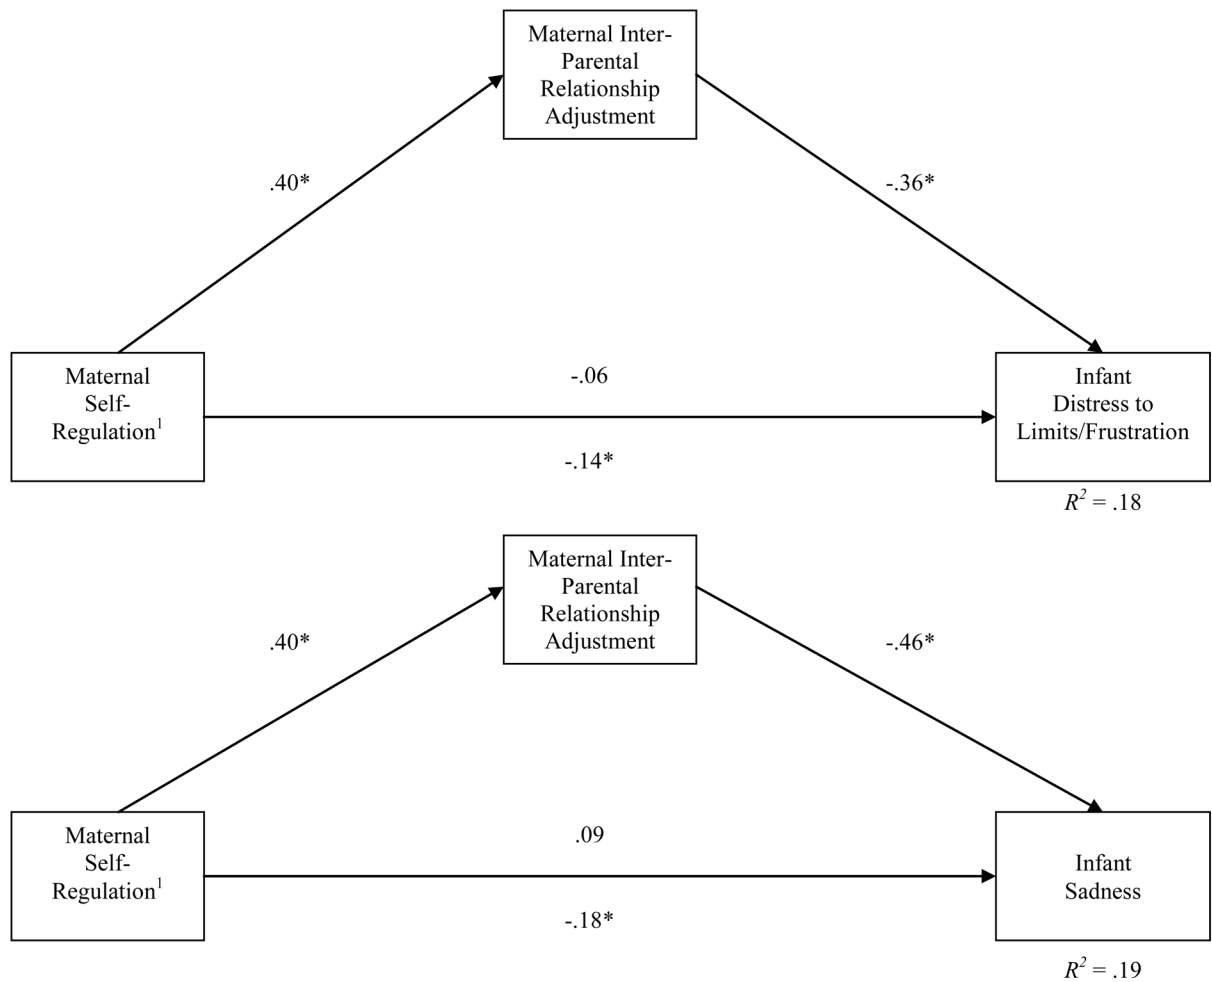 Maternal Inter-
Parental
Relationship
Adjustment
.40*
-.36*
Maternal
Self-
Regulation¹
-.06
-.14*
Infant
Distress to
Limits/Frustration
R² = .18
Maternal Inter-
Parental
Relationship
Adjustment
.40*
-.46*
Maternal
Self-
Regulation¹
.09
-.18*
Infant
Sadness
R² = .19